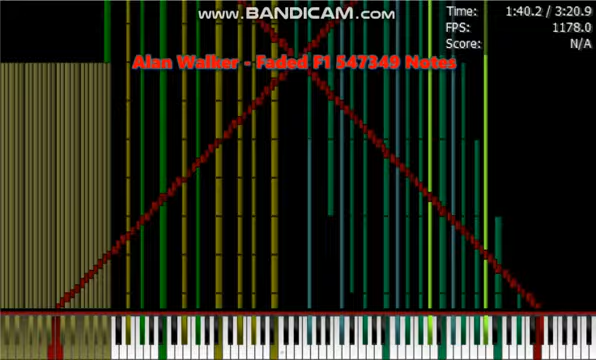 www.BANDICAM.com
Time: 1:40.2 / 3:20.9
FPS: 1178.0
Score: N/A
Alan Walker - Faded F1 547349 Notes